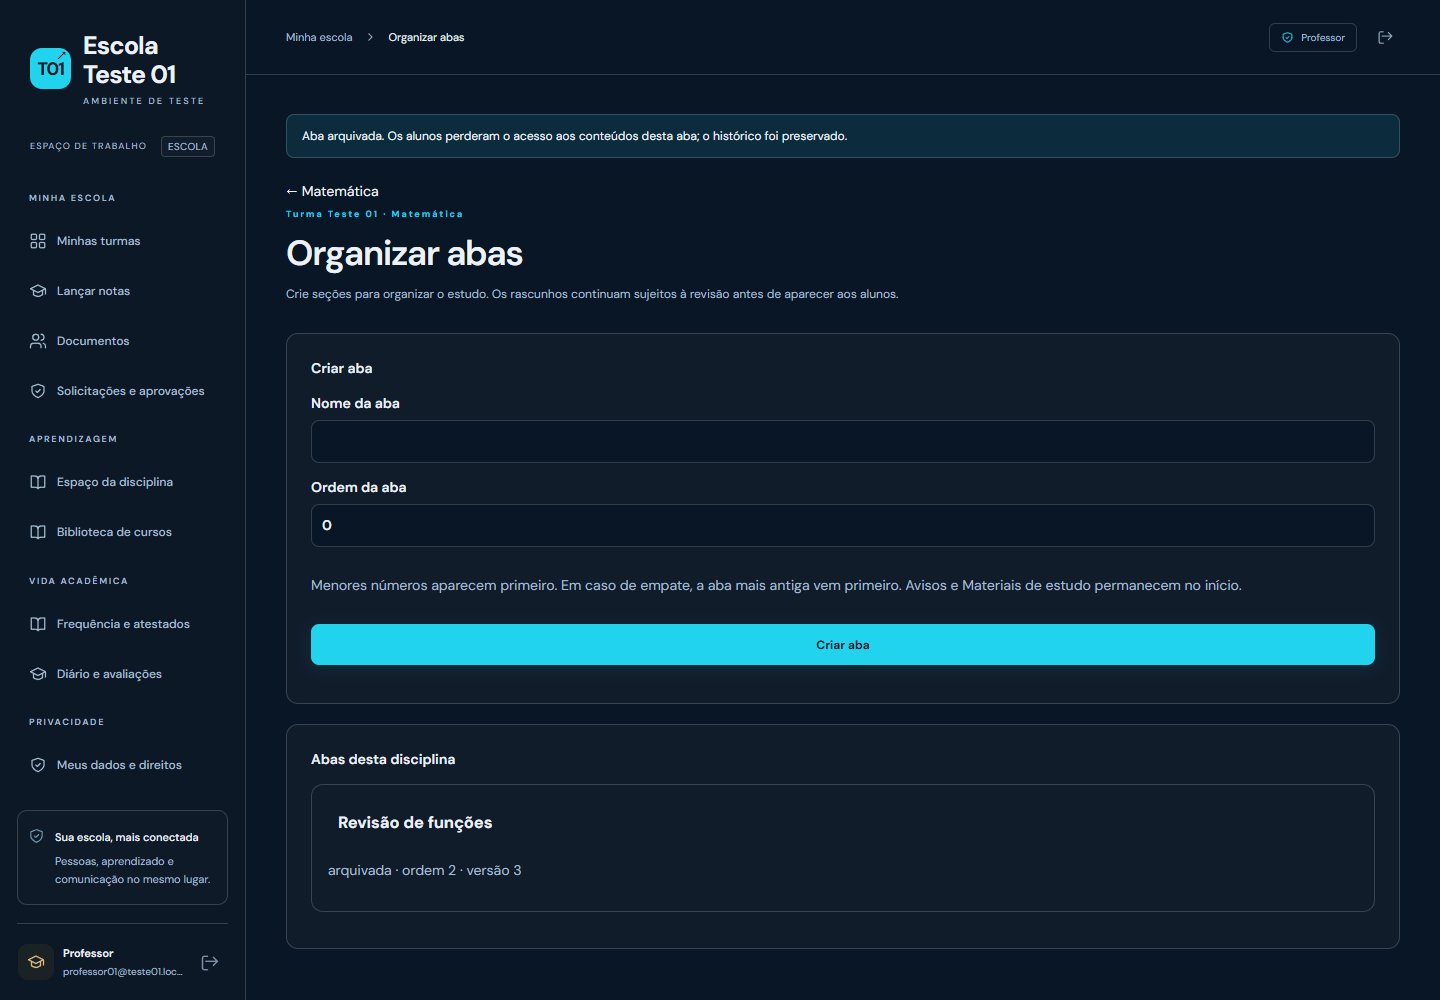 Escola
Teste 01
T01
AMBIENTE DE TESTE
ESPAÇO DE TRABALHO
ESCOLA
MINHA ESCOLA
Minhas turmas
Lançar notas
Documentos
Solicitações e aprovações
APRENDIZAGEM
Espaço da disciplina
Biblioteca de cursos
VIDA ACADÊMICA
Frequência e atestados
Diário e avaliações
PRIVACIDADE
Meus dados e direitos
Sua escola, mais conectada
Pessoas, aprendizado e
comunicação no mesmo lugar.
Professor
professor01@teste01.loc...
Minha escola > Organizar abas
Professor
Aba arquivada. Os alunos perderam o acesso aos conteúdos desta aba; o histórico foi preservado.
← Matemática
Turma Teste 01 · Matemática
Organizar abas
Crie seções para organizar o estudo. Os rascunhos continuam sujeitos à revisão antes de aparecer aos alunos.
Criar aba
Nome da aba
Ordem da aba
0
Menores números aparecem primeiro. Em caso de empate, a aba mais antiga vem primeiro. Avisos e Materiais de estudo permanecem no início.
Criar aba
Abas desta disciplina
Revisão de funções
arquivada · ordem 2 · versão 3